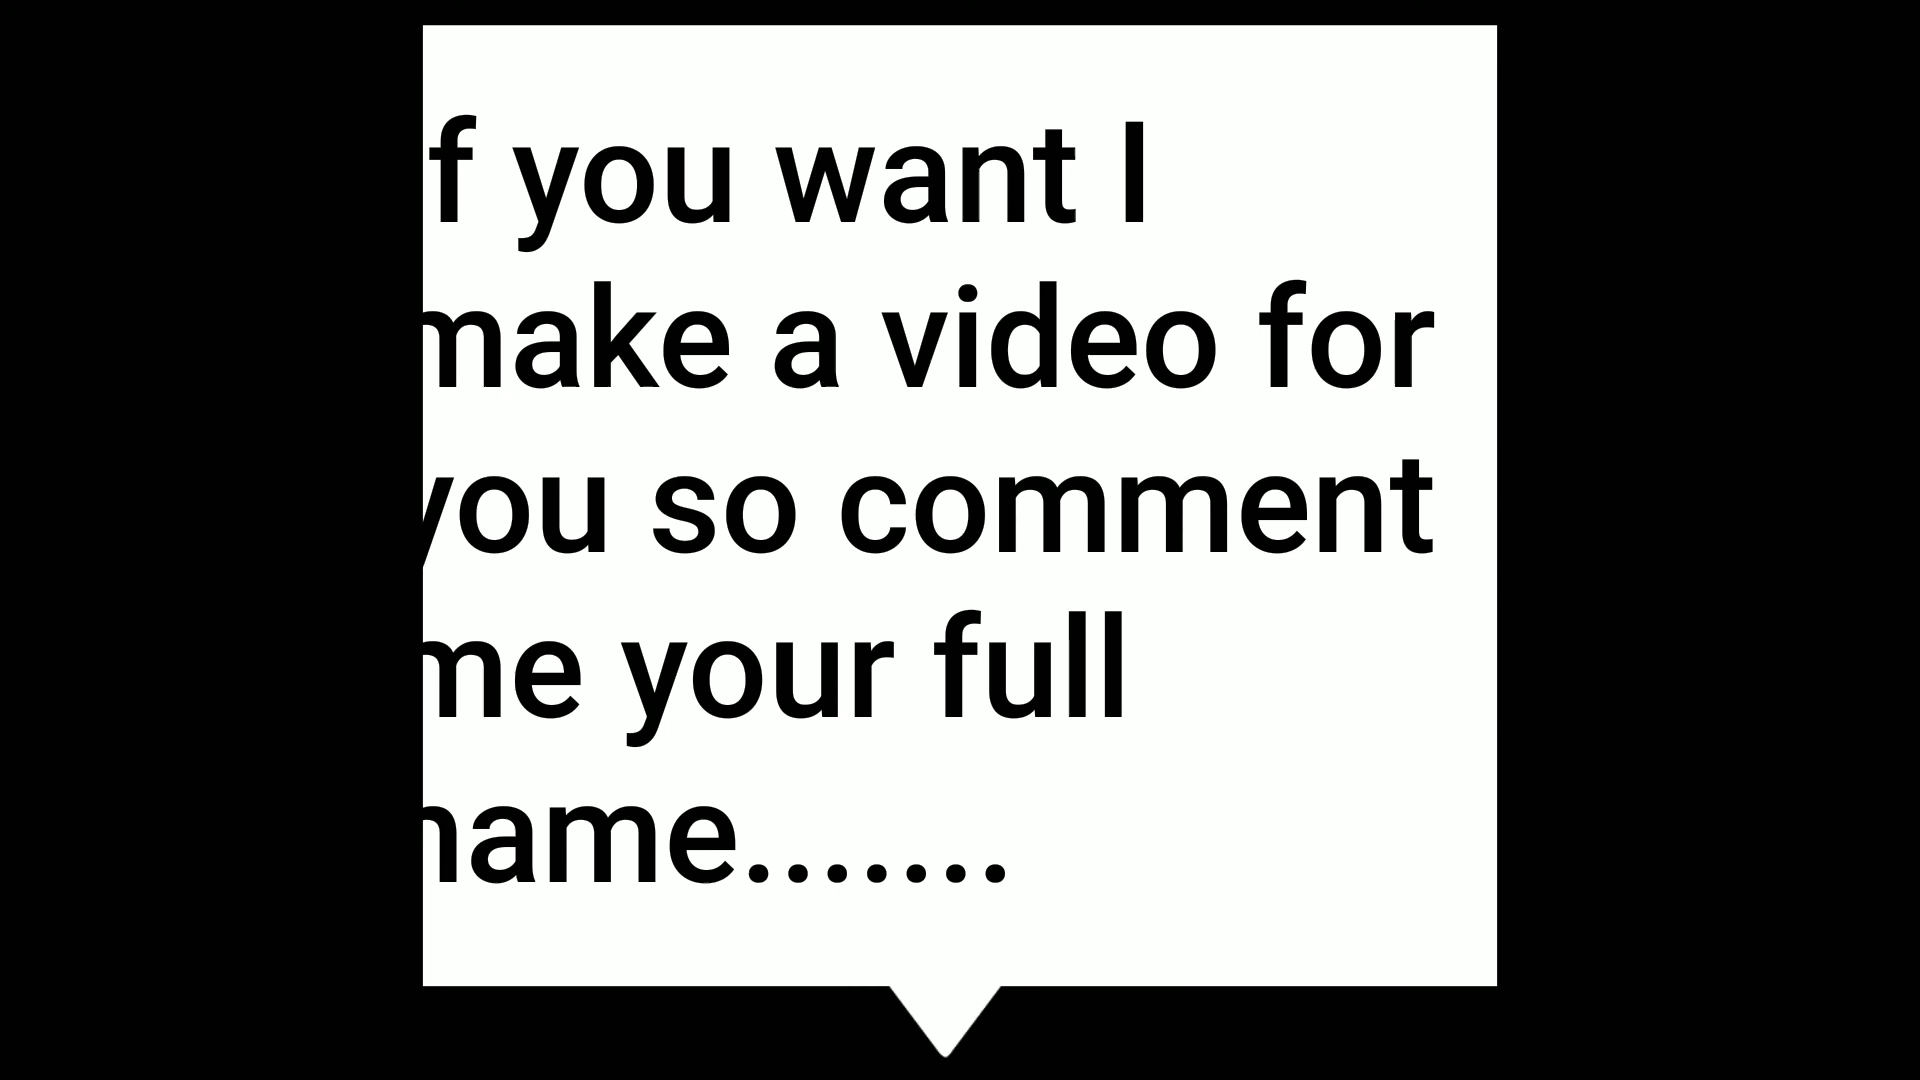 f you want I
make a video for
you so comment
me your full
name.......